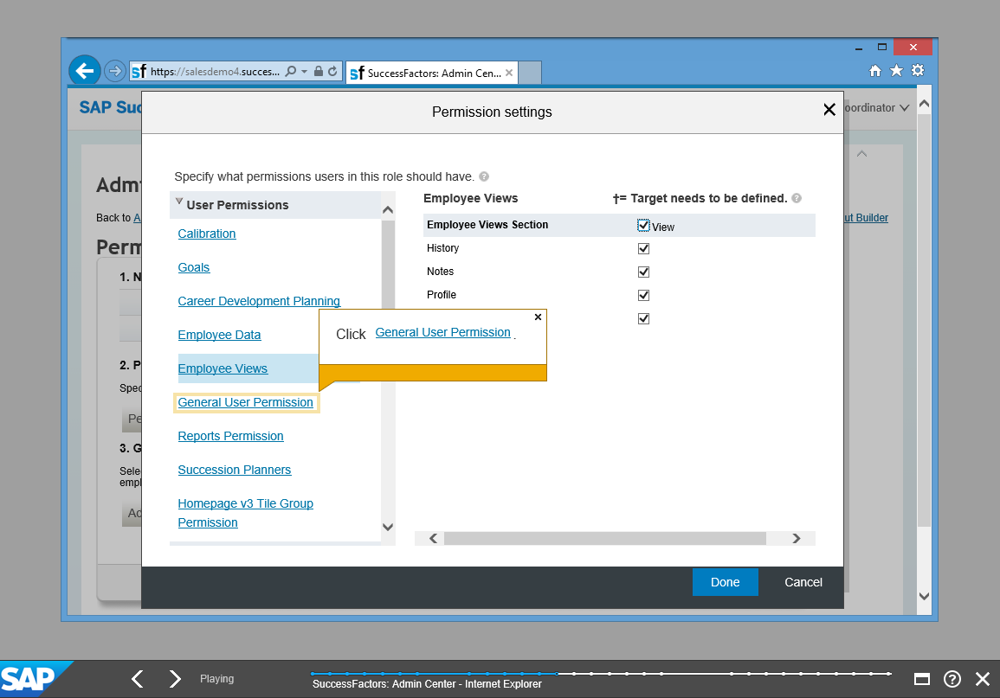 https://salesdemo4.succes...
SuccessFactors: Admin Cen...
SAP Suc
oordinator
Permission settings
Adm
Back to A
ut Builder
Perm
1. N
2. P
Spec
Pe
3. G
Sele
empl
Ad
Specify what permissions users in this role should have.
User Permissions
Calibration
Goals
Career Development Planning
Employee Data
Employee Views
General User Permission
Reports Permission
Succession Planners
Homepage v3 Tile Group
Permission
Employee Views
†= Target needs to be defined.
Employee Views Section
View
History
Notes
Profile
Click General User Permission .
Done
Cancel
SAP
Playing
SuccessFactors: Admin Center - Internet Explorer